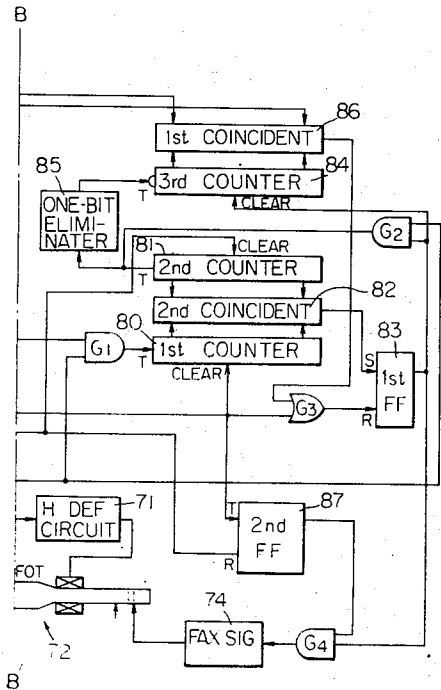 B
86
1st COINCIDENT
84
85
3rd COUNTER
T
CLEAR
ONE-BIT
ELIMI-
NATER
G2
81
CLEAR
T
2nd COUNTER
82
2nd COINCIDENT
80
83
G1
T
1st COUNTER
CLEAR
S
1st
FF
G3
R
71
87
H DEF
CIRCUIT
T
2nd
FF
R
FOT
74
72
FAX SIG
G4
B'